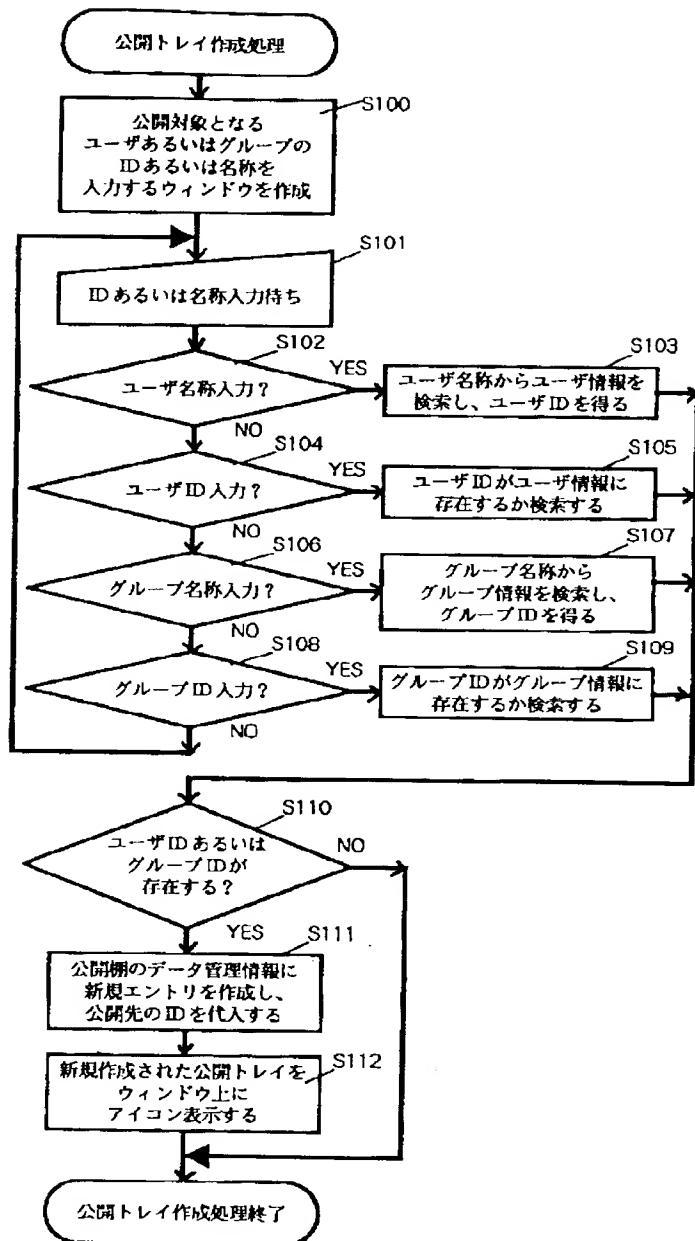 公開トレイ作成処理
S100
公開対象となる
ユーザあるいはグループの
IDあるいは名称を
入力するウィンドウを作成
S101
IDあるいは名称入力待ち
S102
ユーザ名称入力?
YES
NO
S103
ユーザ名称からユーザ情報を
検索し、ユーザIDを得る
S104
ユーザID入力?
YES
NO
S105
ユーザIDがユーザ情報に
存在するか検索する
S106
グループ名称入力?
YES
NO
S107
グループ名称から
グループ情報を検索し、
グループIDを得る
S108
グループID入力?
YES
NO
S109
グループIDがグループ情報に
存在するか検索する
S110
ユーザIDあるいは
グループIDが
存在する?
NO
YES
S111
公開棚のデータ管理情報に
新規エントリを作成し、
公開先のIDを代入する
S112
新規作成された公開トレイを
ウィンドウ上に
アイコン表示する
公開トレイ作成処理終了